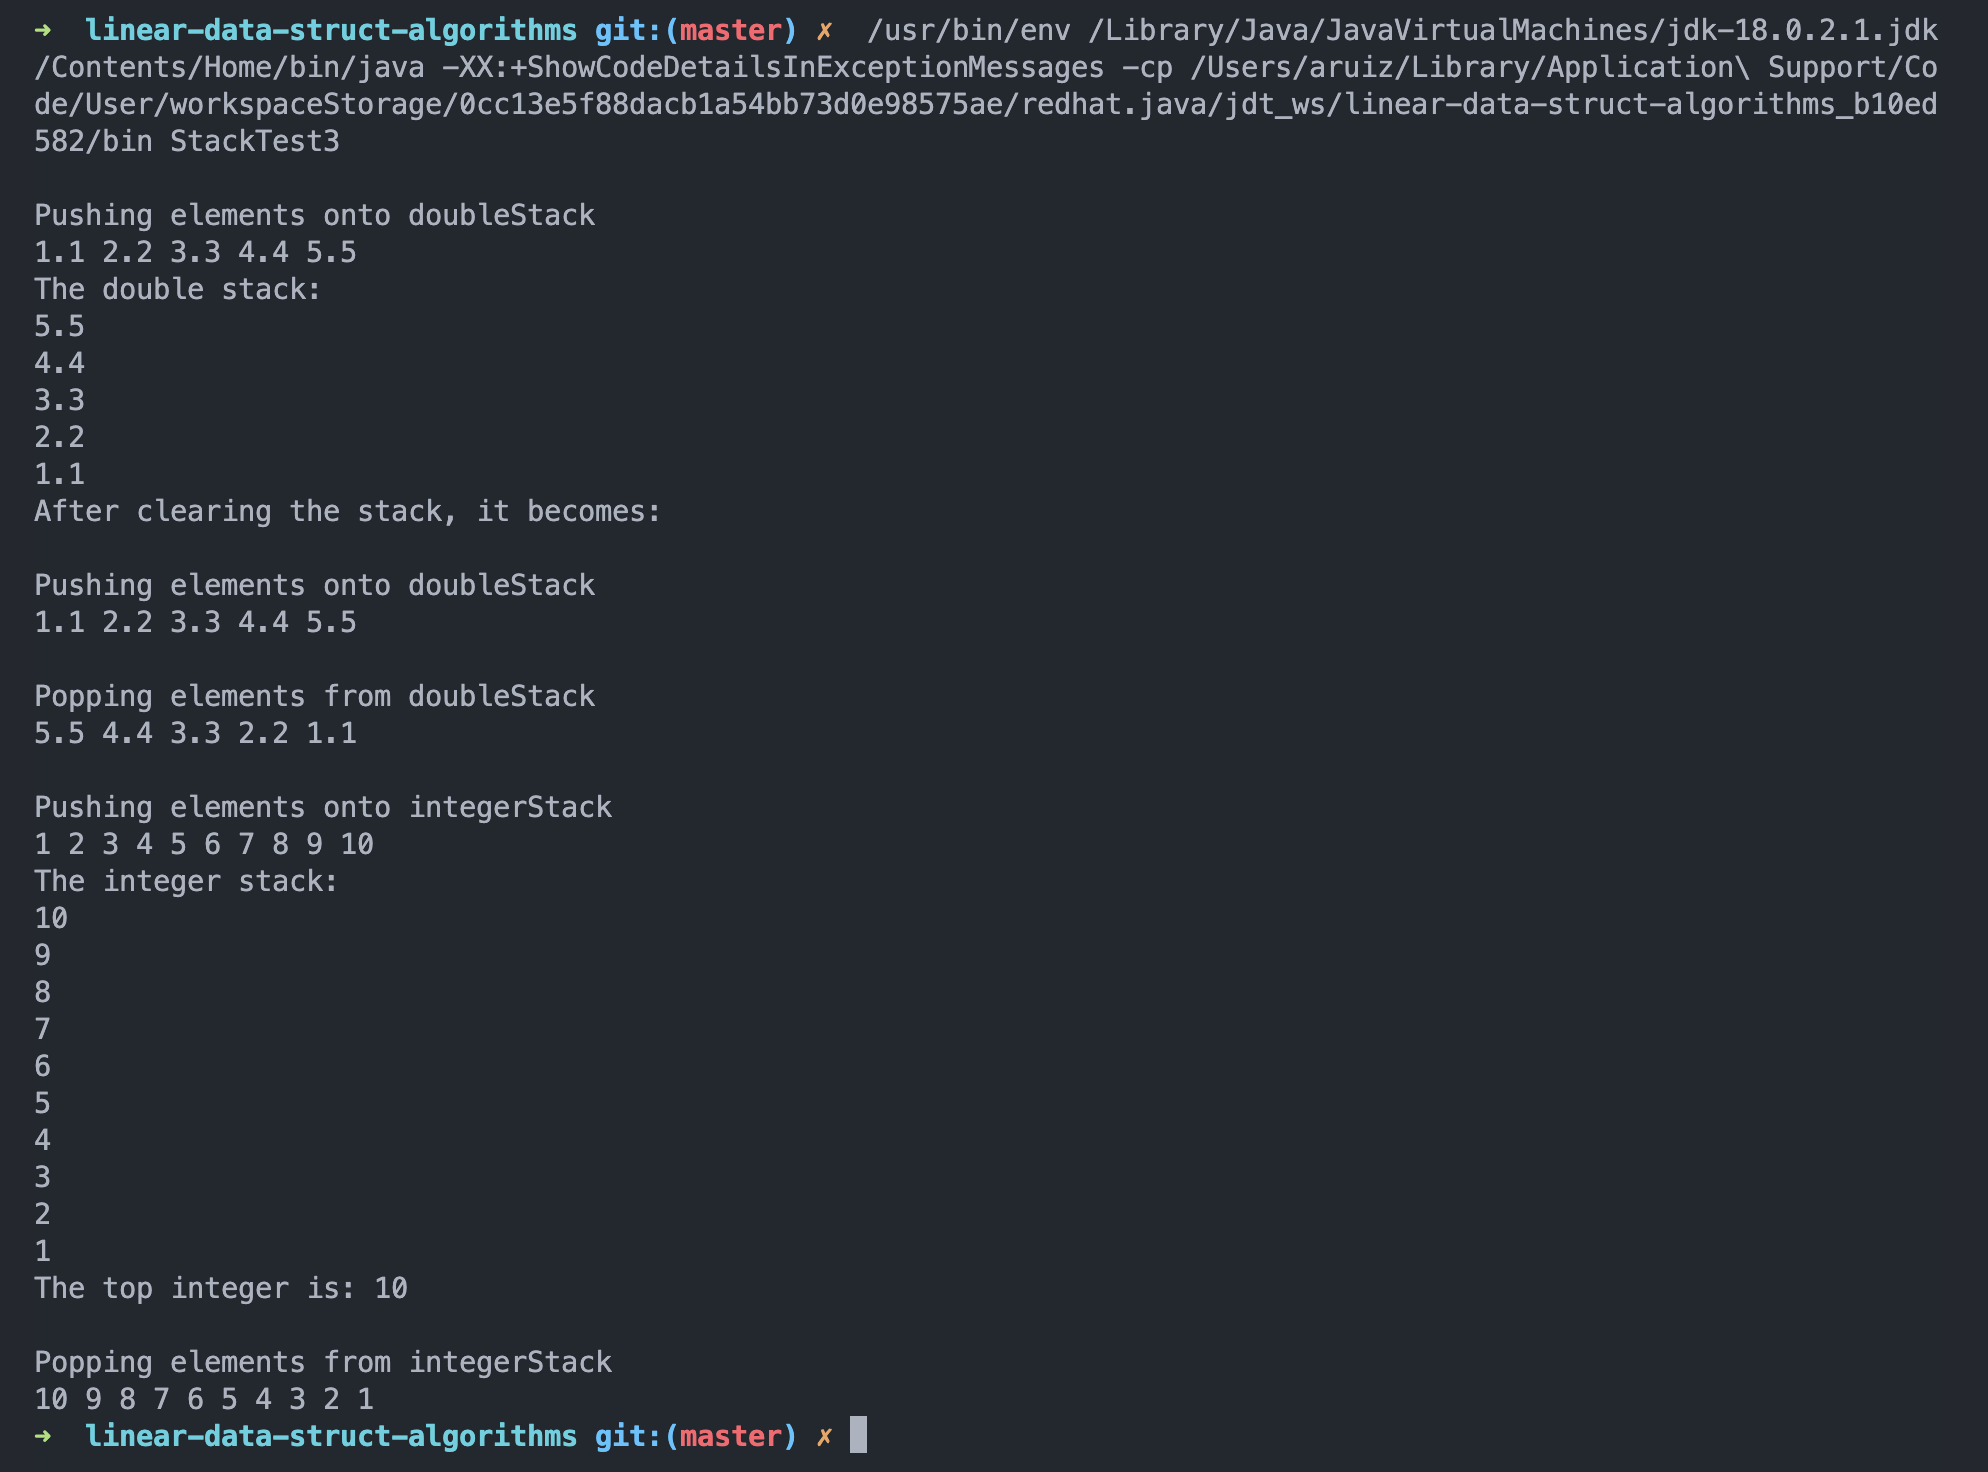 ➜  linear-data-struct-algorithms git:(master) ✗  /usr/bin/env /Library/Java/JavaVirtualMachines/jdk-18.0.2.1.jdk
/Contents/Home/bin/java -XX:+ShowCodeDetailsInExceptionMessages -cp /Users/aruiz/Library/Application\ Support/Co
de/User/workspaceStorage/0cc13e5f88dacb1a54bb73d0e98575ae/redhat.java/jdt_ws/linear-data-struct-algorithms_b10ed
582/bin StackTest3

Pushing elements onto doubleStack
1.1 2.2 3.3 4.4 5.5
The double stack:
5.5
4.4
3.3
2.2
1.1
After clearing the stack, it becomes:

Pushing elements onto doubleStack
1.1 2.2 3.3 4.4 5.5

Popping elements from doubleStack
5.5 4.4 3.3 2.2 1.1

Pushing elements onto integerStack
1 2 3 4 5 6 7 8 9 10
The integer stack:
10
9
8
7
6
5
4
3
2
1
The top integer is: 10

Popping elements from integerStack
10 9 8 7 6 5 4 3 2 1
➜  linear-data-struct-algorithms git:(master) ✗